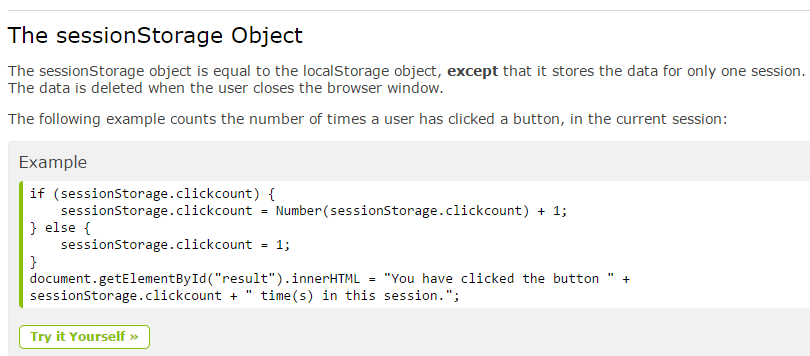 The sessionStorage Object
The sessionStorage object is equal to the localStorage object, except that it stores the data for only one session.
The data is deleted when the user closes the browser window.
The following example counts the number of times a user has clicked a button, in the current session:
Example
if (sessionStorage.clickcount) {
    sessionStorage.clickcount = Number(sessionStorage.clickcount) + 1;
} else {
    sessionStorage.clickcount = 1;
}
document.getElementById("result").innerHTML = "You have clicked the button " +
sessionStorage.clickcount + " time(s) in this session.";
Try it Yourself »